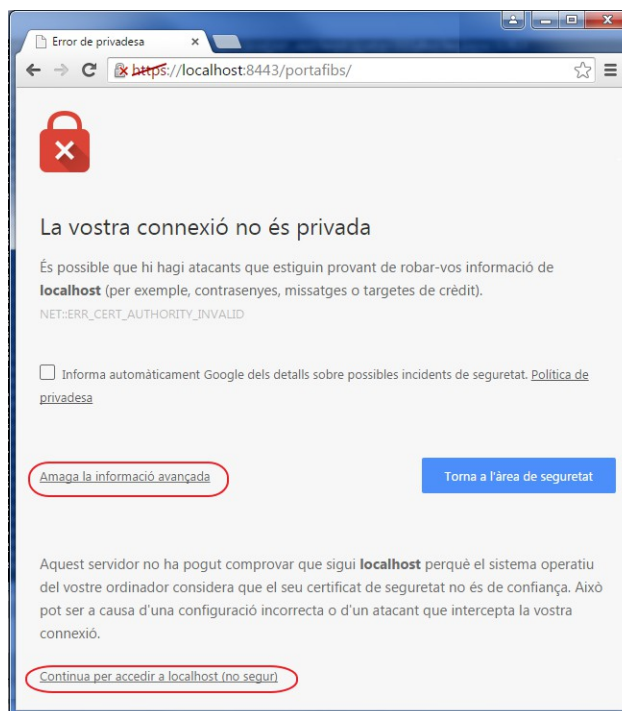 Error de privadesa
https://localhost:8443/portafibs/
La vostra connexió no és privada
És possible que hi hagi atacants que estiguin provant de robar-vos informació de
localhost (per exemple, contrasenyes, missatges o targetes de crèdit).
NET::ERR_CERT_AUTHORITY_INVALID
Informa automàticament Google dels detalls sobre possibles incidents de seguretat. Política de
privadesa
Amaga la informació avançada
Torna a l'àrea de seguretat
Aquest servidor no ha pogut comprovar que sigui localhost perquè el sistema operatiu
del vostre ordinador considera que el seu certificat de seguretat no és de confiança. Això
pot ser a causa d'una configuració incorrecta o d'un atacant que intercepta la vostra
connexió.
Continua per accedir a localhost (no segur)